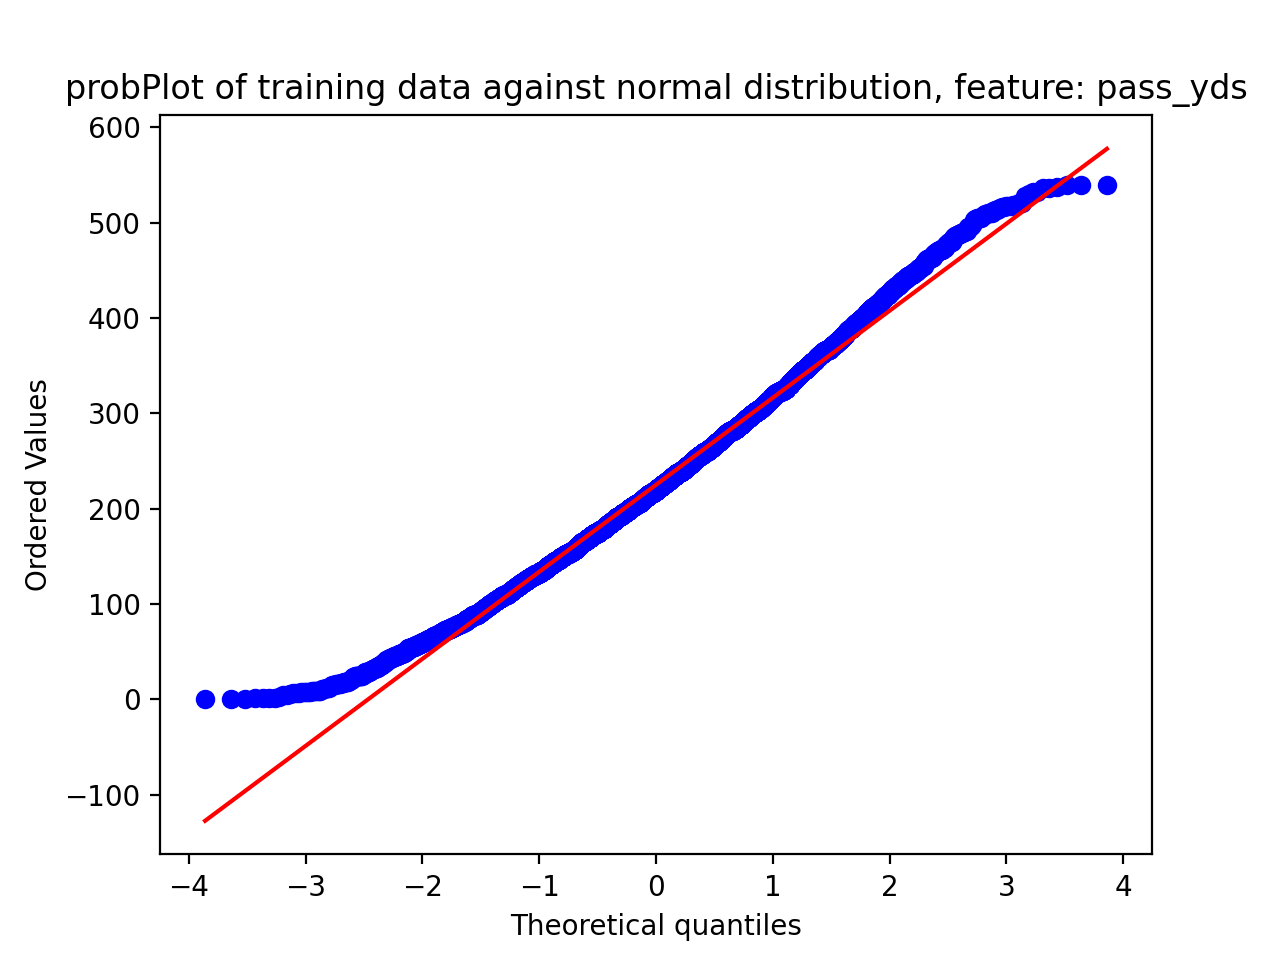 probPlot of training data against normal distribution, feature: pass_yds
600
500
400
300
200
100
0
−100
Ordered Values
−4 −3 −2 −1 0 1 2 3 4
Theoretical quantiles